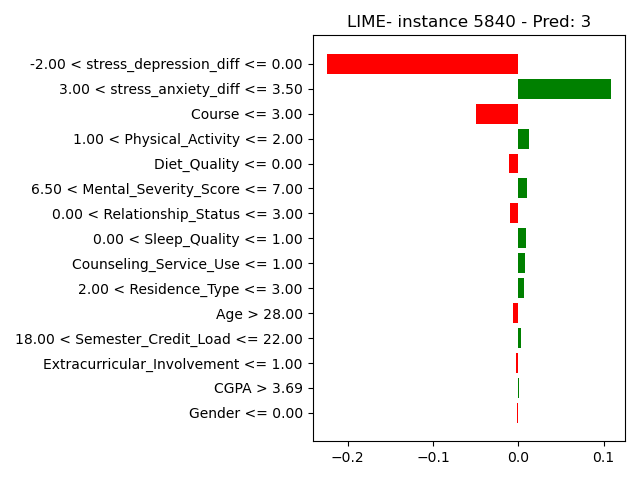 LIME- instance 5840 - Pred: 3
-2.00 < stress_depression_diff <= 0.00
3.00 < stress_anxiety_diff <= 3.50
Course <= 3.00
1.00 < Physical_Activity <= 2.00
Diet_Quality <= 0.00
6.50 < Mental_Severity_Score <= 7.00
0.00 < Relationship_Status <= 3.00
0.00 < Sleep_Quality <= 1.00
Counseling_Service_Use <= 1.00
2.00 < Residence_Type <= 3.00
Age > 28.00
18.00 < Semester_Credit_Load <= 22.00
Extracurricular_Involvement <= 1.00
CGPA > 3.69
Gender <= 0.00
−0.2 −0.1 0.0 0.1